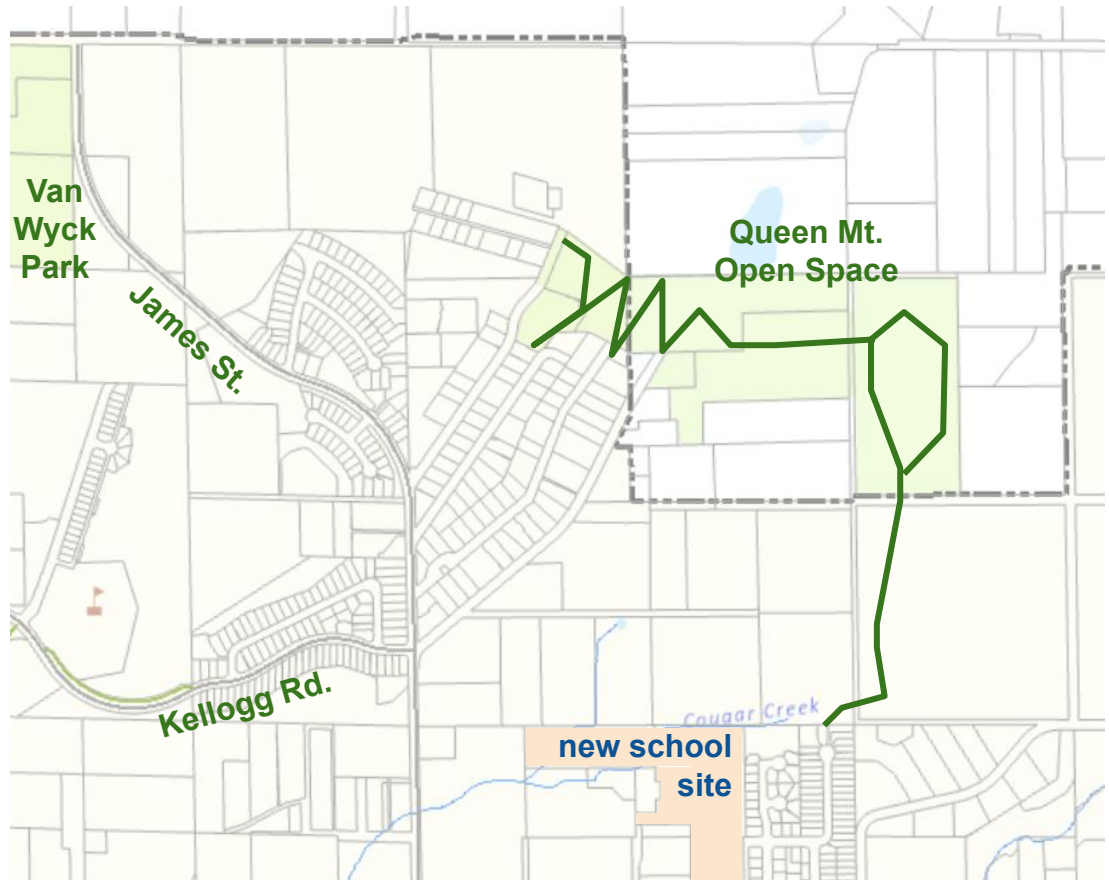 Van
Wyck
Park
Queen Mt.
Open Space
James St.
Kellogg Rd.
Cougar Creek
new school
site